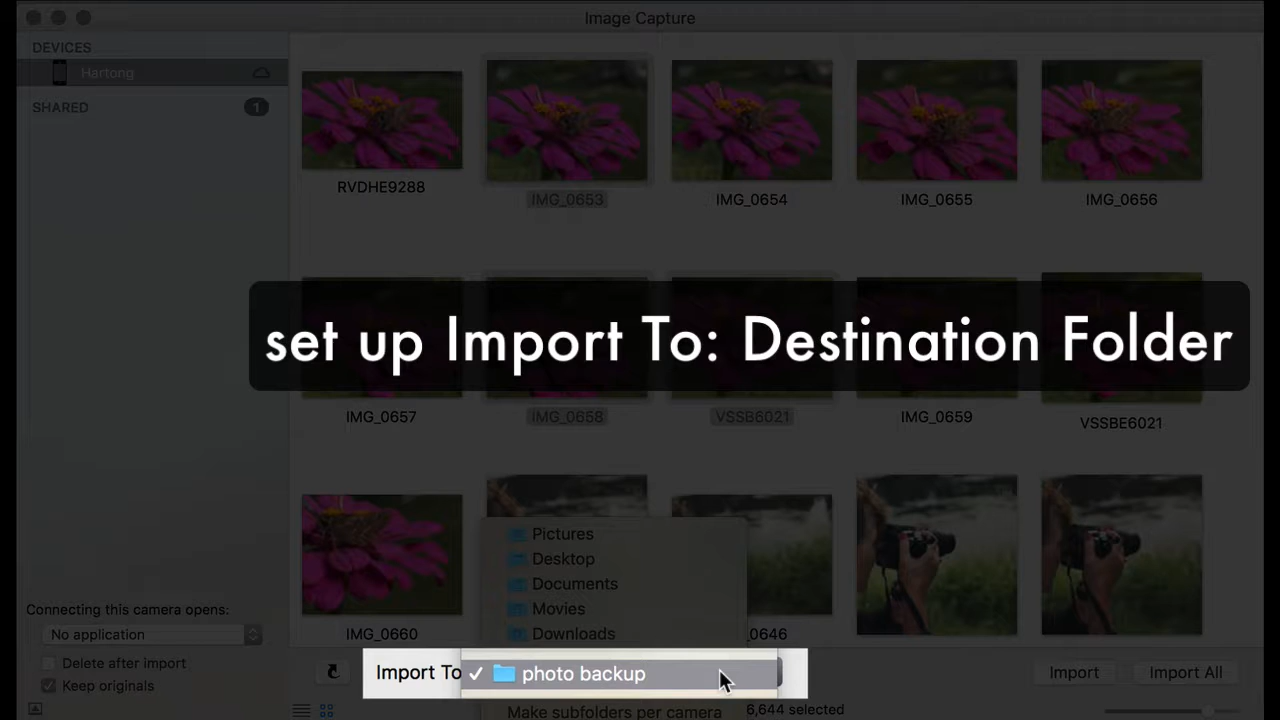 Image Capture
DEVICES
Hartong
SHARED
1
RVDHE9288
IMG_0653
IMG_0654
IMG_0655
IMG_0656
set up Import To: Destination Folder
IMG_0657
IMG_0658
VSSB6021
IMG_0659
VSSBE6021
Pictures
Desktop
Documents
Movies
Downloads
IMG_0660
_0646
Connecting this camera opens:
No application
Delete after import
Keep originals
Import To
✓ photo backup
Import
Import All
Make subfolders per camera
6,644 selected